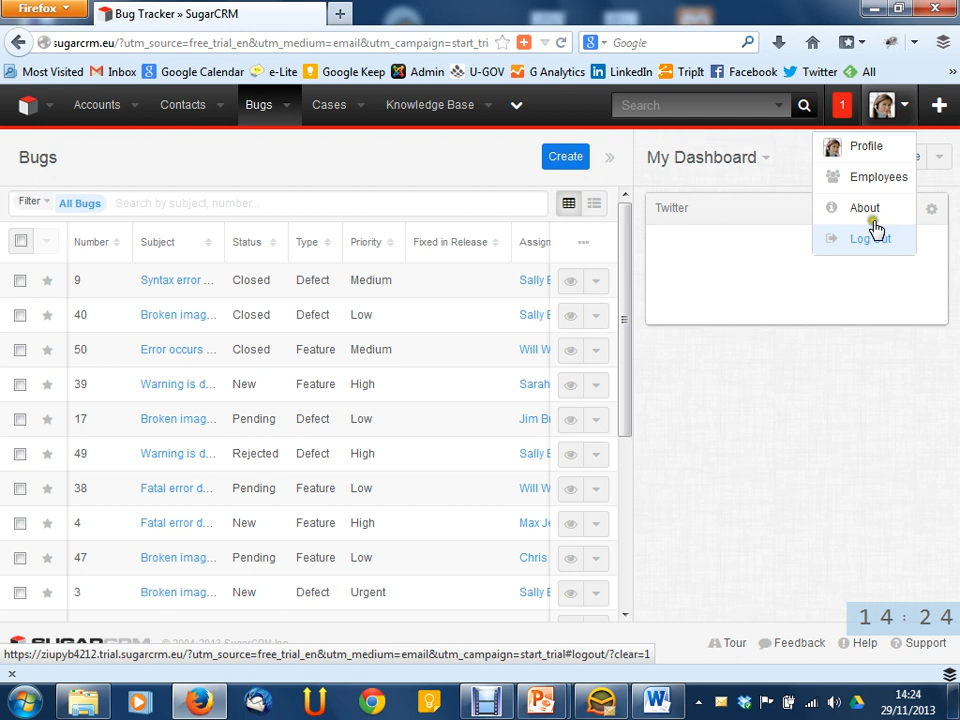 Firefox
Bug Tracker » SugarCRM
sugarcrm.eu/?utm_source=free_trial_en&utm_medium=email&utm_campaign=start_tri
Google
Most Visited
Inbox
Google Calendar
e-Lite
Google Keep
Admin
U-GOV
G Analytics
LinkedIn
TripIt
Facebook
Twitter
All
Accounts
Contacts
Bugs
Cases
Knowledge Base
Search
1
Profile
Employees
About
Log Out
Bugs
Create
My Dashboard
Filter
All Bugs
Search by subject, number...
Twitter
Number Subject Status Type Priority Fixed in Release Assign
9 Syntax error ... Closed Defect Medium Sally
40 Broken imag... Closed Defect Low Sally
50 Error occurs ... Closed Feature Medium Will W
39 Warning is d... New Feature High Sarah
17 Broken imag... Pending Defect Low Jim
49 Warning is d... Rejected Defect High Sally
38 Fatal error d... Pending Feature Low Will W
4 Fatal error d... New Feature High Max Je
47 Broken imag... Pending Feature Low Chris
3 Broken imag... New Defect Urgent Sally
14:24
Tour
Feedback
Help
Support
https://ziupyb4212.trial.sugarcrm.eu/?utm_source=free_trial_en&utm_medium=email&utm_campaign=start_trial#logout/?clear=1
14:24
29/11/2013